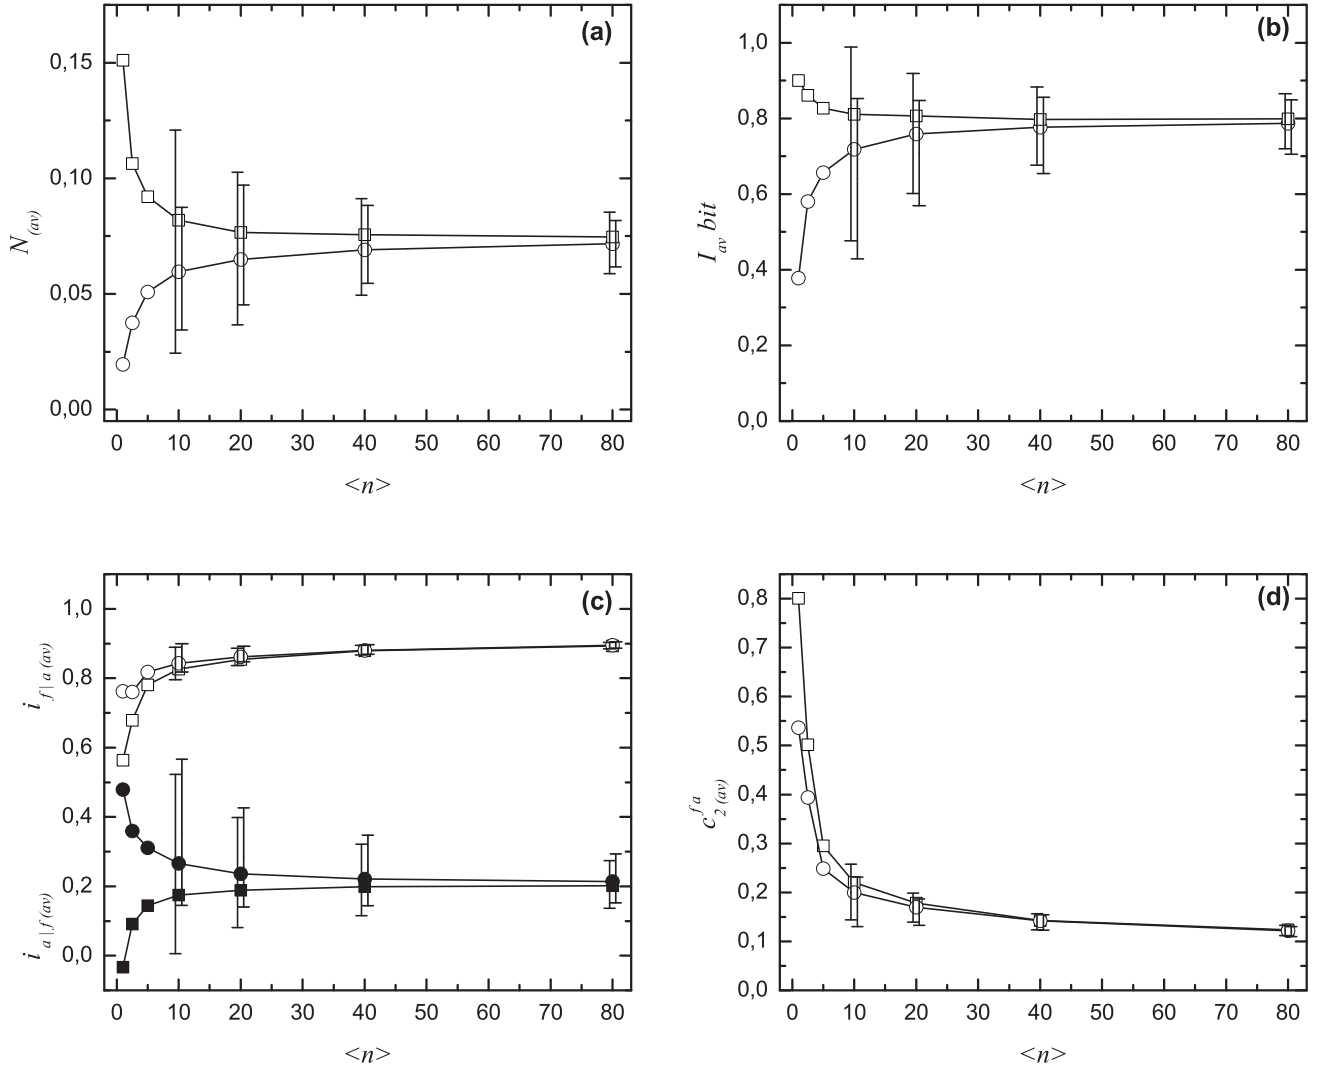 (a)
0,15
0,10
0,05
0,00
N(av)
0 10 20 30 40 50 60 70 80
<n>
(b)
1,0
0,8
0,6
0,4
0,2
0,0
Iav bit
0 10 20 30 40 50 60 70 80
<n>
(c)
1,0
0,8
0,6
0,4
0,2
0,0
i f | a (av)
i a | f (av)
0 10 20 30 40 50 60 70 80
<n>
(d)
0,8
0,7
0,6
0,5
0,4
0,3
0,2
0,1
0,0
c f a 2 (av)
0 10 20 30 40 50 60 70 80
<n>